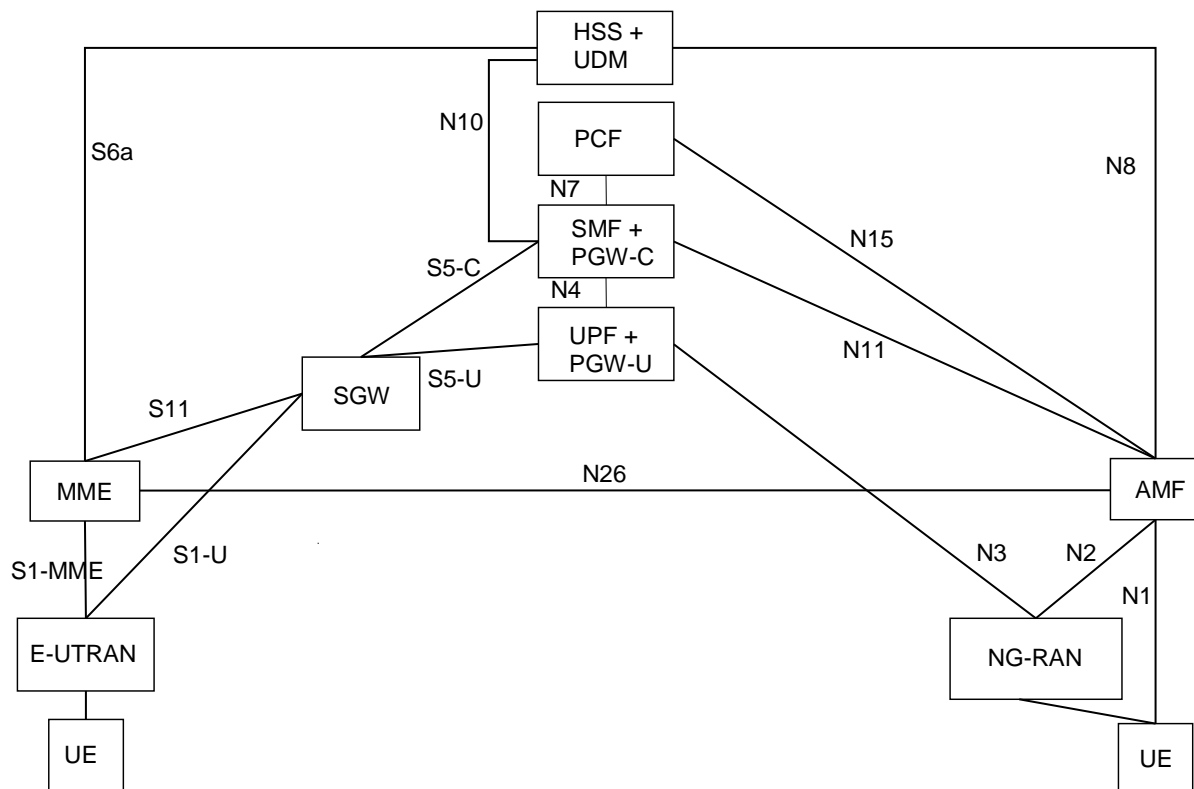 HSS +
UDM
N10
PCF
S6a
N8
N7
SMF +
PGW-C
N15
S5-C
N4
UPF +
PGW-U
N11
S5-U
SGW
S11
N26
MME
AMF
S1-U
N3
N2
S1-MME
N1
E-UTRAN
NG-RAN
UE
UE